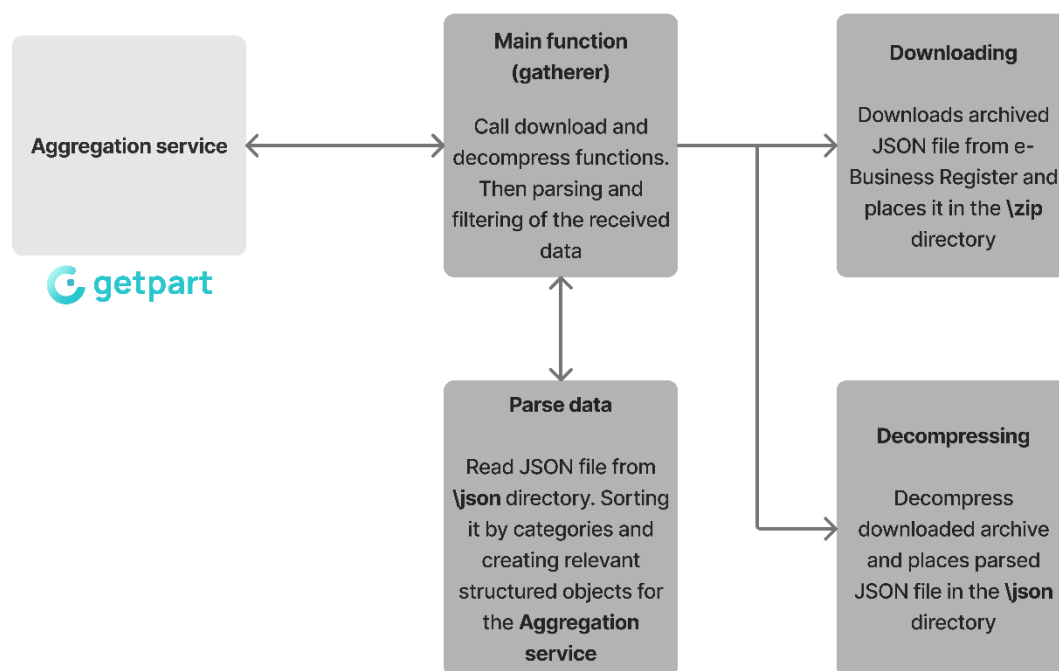 Aggregation service
getpart
Main function
(gatherer)
Call download and
decompress functions.
Then parsing and
filtering of the received
data
Downloading
Downloads archived
JSON file from e-
Business Register and
places it in the \zip
directory
Parse data
Read JSON file from
\json directory. Sorting
it by categories and
creating relevant
structured objects for
the Aggregation
service
Decompressing
Decompress
downloaded archive
and places parsed
JSON file in the \json
directory